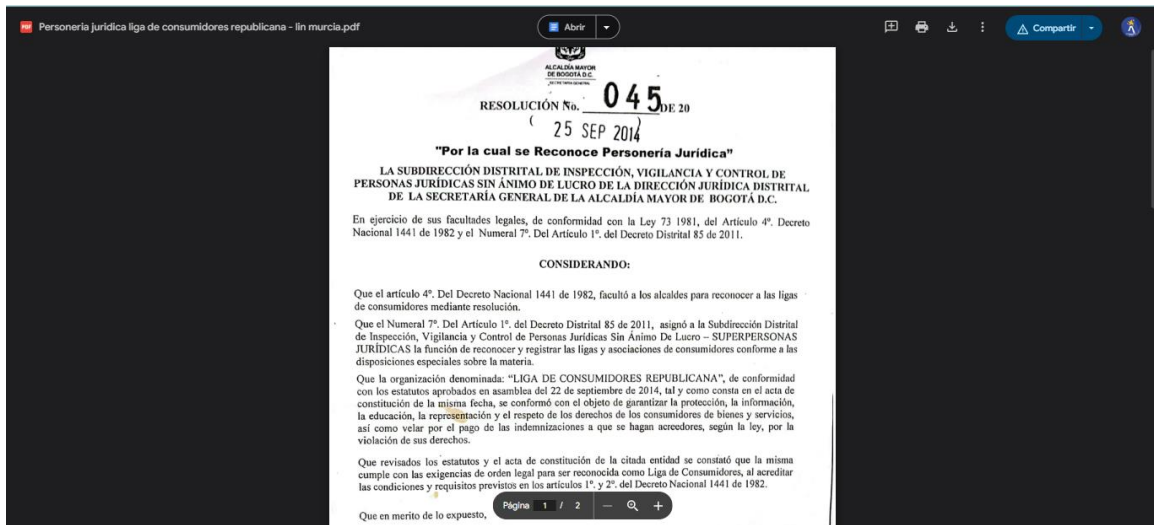 Personeria juridica liga de consumidores republicana - lin murcia.pdf
Abrir
Compartir
ALCALDÍA MAYOR
DE BOGOTÁ D.C.
SECRETARÍA GENERAL
RESOLUCIÓN No. 045 DE 20
( 25 SEP 2014 )
"Por la cual se Reconoce Personería Jurídica"
LA SUBDIRECCIÓN DISTRITAL DE INSPECCIÓN, VIGILANCIA Y CONTROL DE
PERSONAS JURÍDICAS SIN ÁNIMO DE LUCRO DE LA DIRECCIÓN JURÍDICA DISTRITAL
DE LA SECRETARÍA GENERAL DE LA ALCALDÍA MAYOR DE BOGOTÁ D.C.
En ejercicio de sus facultades legales, de conformidad con la Ley 73 1981, del Artículo 4º. Decreto
Nacional 1441 de 1982 y el Numeral 7º. Del Artículo 1º. del Decreto Distrital 85 de 2011.
CONSIDERANDO:
Que el artículo 4º. Del Decreto Nacional 1441 de 1982, facultó a los alcaldes para reconocer a las ligas
de consumidores mediante resolución.
Que el Numeral 7º. Del Artículo 1º. del Decreto Distrital 85 de 2011, asignó a la Subdirección Distrital
de Inspección, Vigilancia y Control de Personas Jurídicas Sin Ánimo De Lucro – SUPERPERSONAS
JURÍDICAS la función de reconocer y registrar las ligas y asociaciones de consumidores conforme a las
disposiciones especiales sobre la materia.
Que la organización denominada: "LIGA DE CONSUMIDORES REPUBLICANA", de conformidad
con los estatutos aprobados en asamblea del 22 de septiembre de 2014, tal y como consta en el acta de
constitución de la misma fecha, se conformó con el objeto de garantizar la protección, la información,
la educación, la representación y el respeto de los derechos de los consumidores de bienes y servicios,
así como velar por el pago de las indemnizaciones a que se hagan acreedores, según la ley, por la
violación de sus derechos.
Que revisados los estatutos y el acta de constitución de la citada entidad se constató que la misma
cumple con las exigencias de orden legal para ser reconocida como Liga de Consumidores, al acreditar
las condiciones y requisitos previstos en los artículos 1º. y 2º. del Decreto Nacional 1441 de 1982.
Que en merito de lo expuesto,
Página 1 / 2